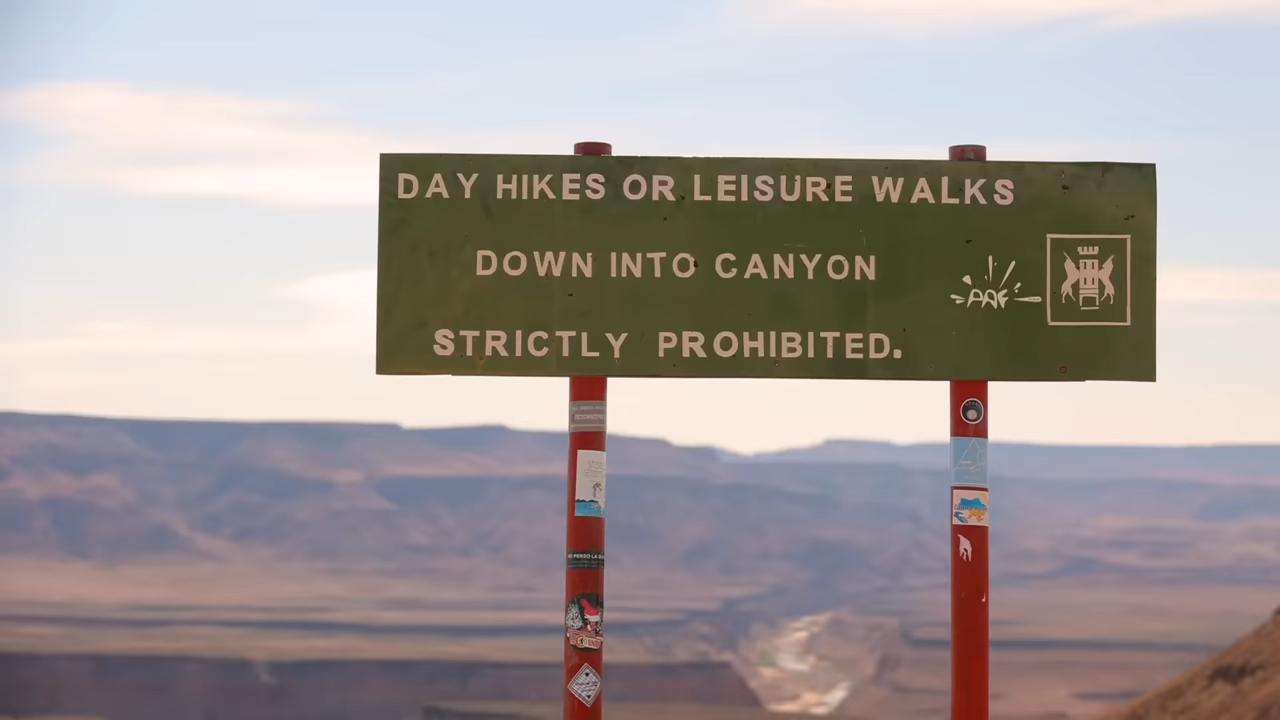 DAY HIKES OR LEISURE WALKS
DOWN INTO CANYON
STRICTLY PROHIBITED.